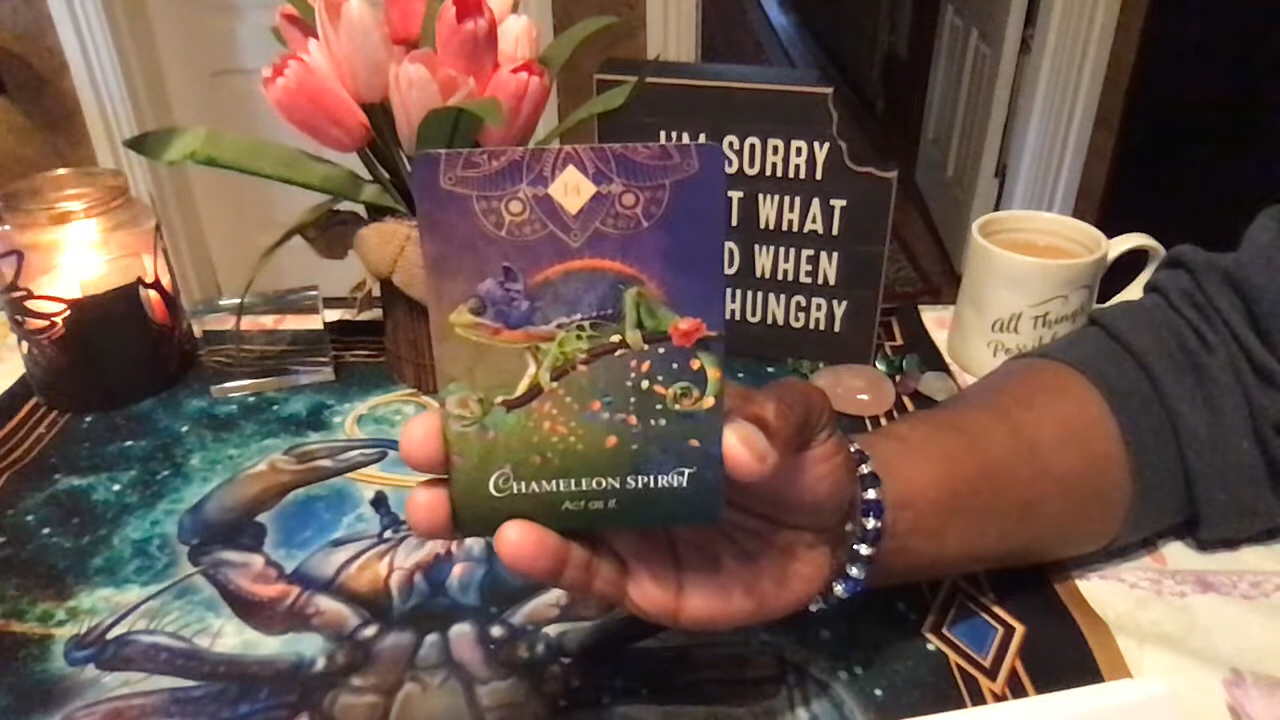 I'M SORRY
T WHAT
D WHEN
HUNGRY
14
CHAMELEON SPIRIT
Act as if.
All Things
Possibl